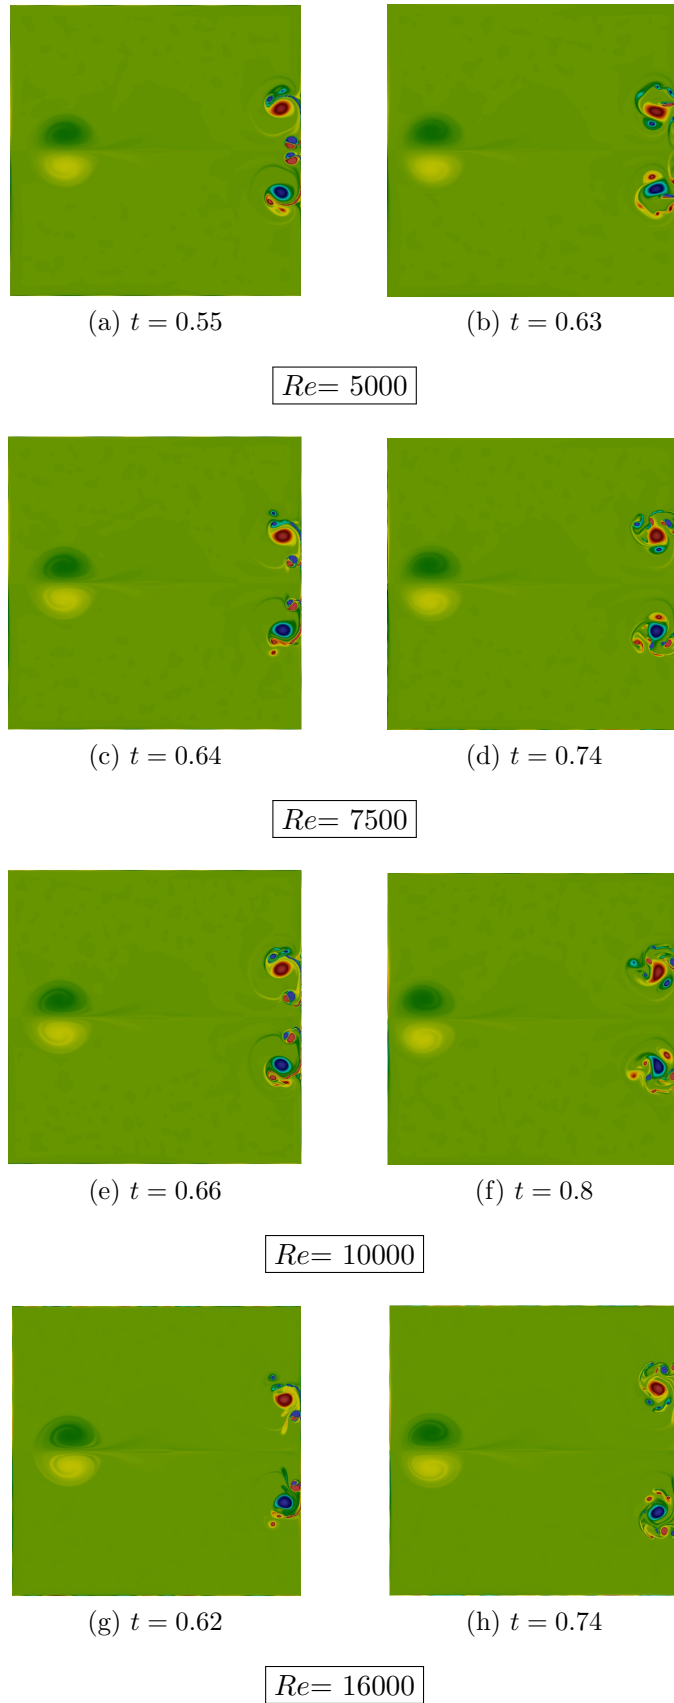 (a) t = 0.55 (b) t = 0.63
Re= 5000
(c) t = 0.64 (d) t = 0.74
Re= 7500
(e) t = 0.66 (f) t = 0.8
Re= 10000
(g) t = 0.62 (h) t = 0.74
Re= 16000